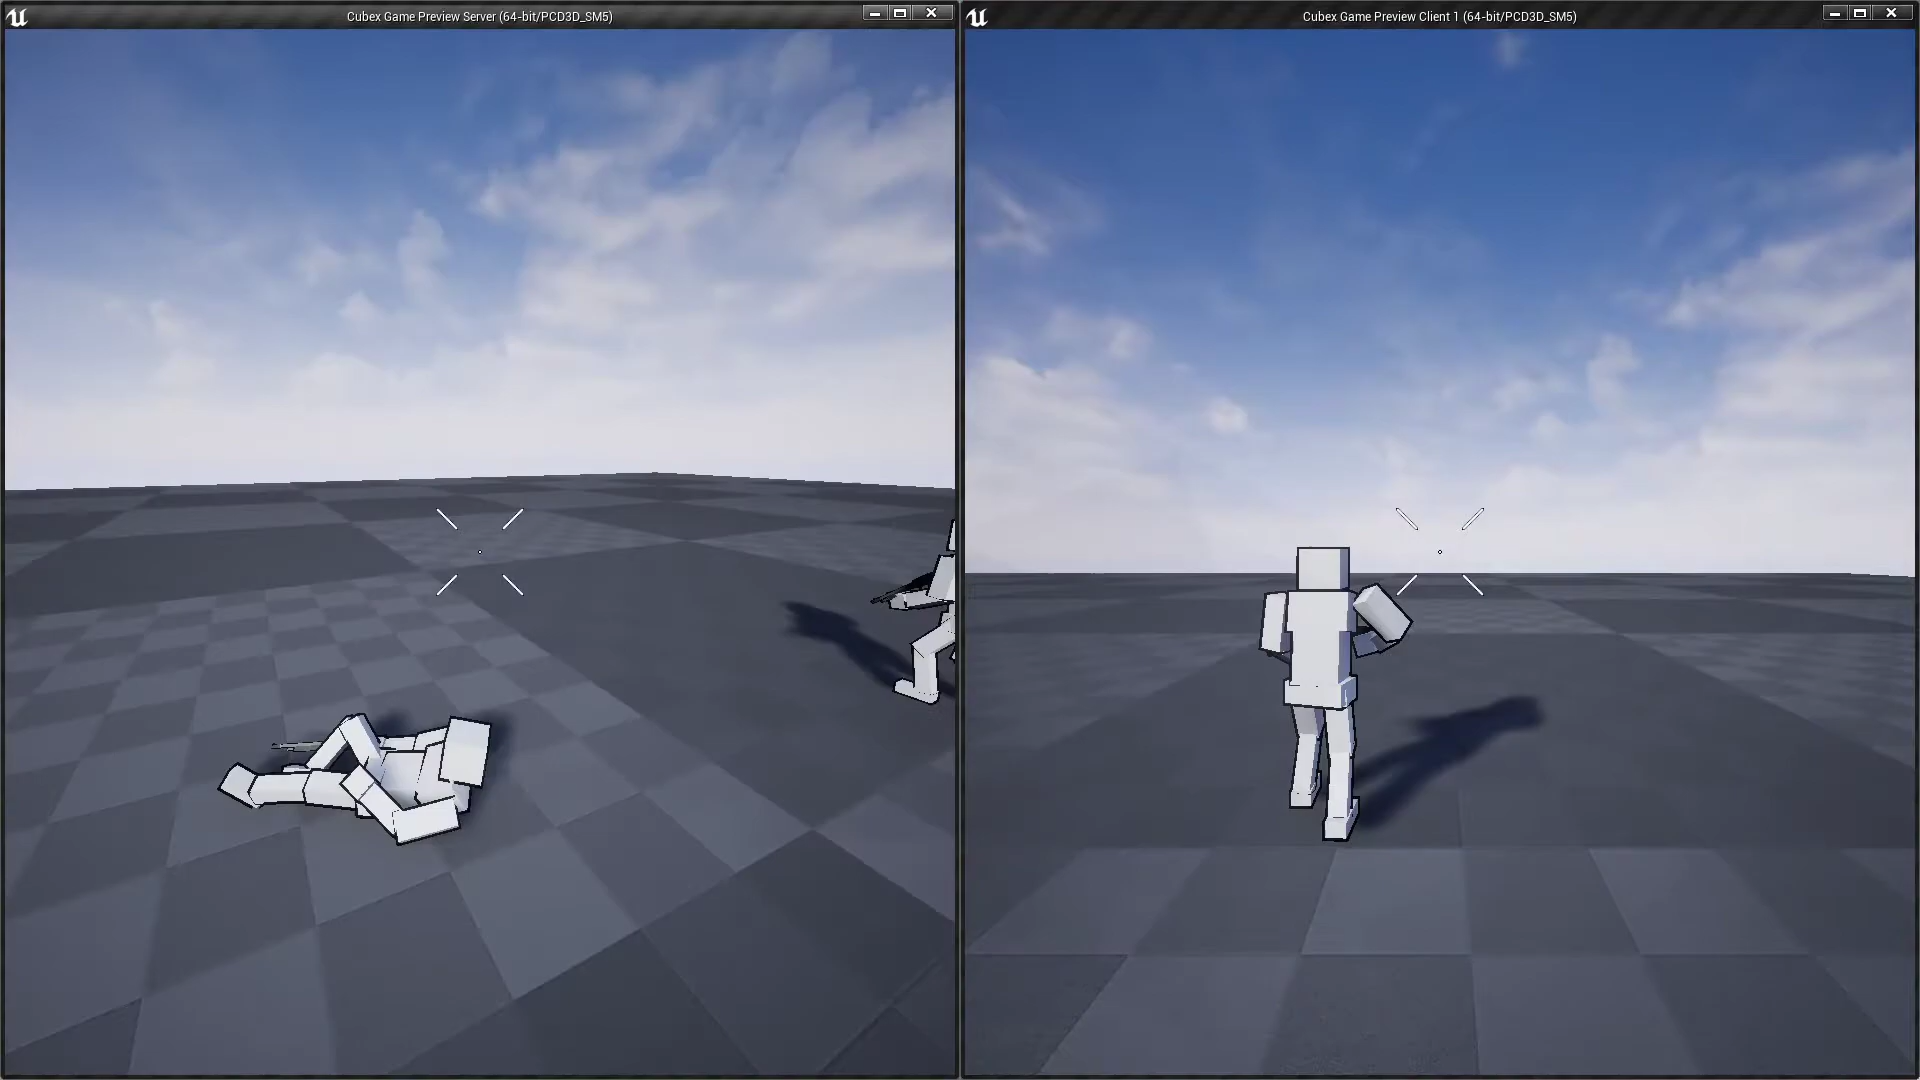 Cubex Game Preview Server (64-bit/PCD3D_SM5)
Cubex Game Preview Client 1 (64-bit/PCD3D_SM5)